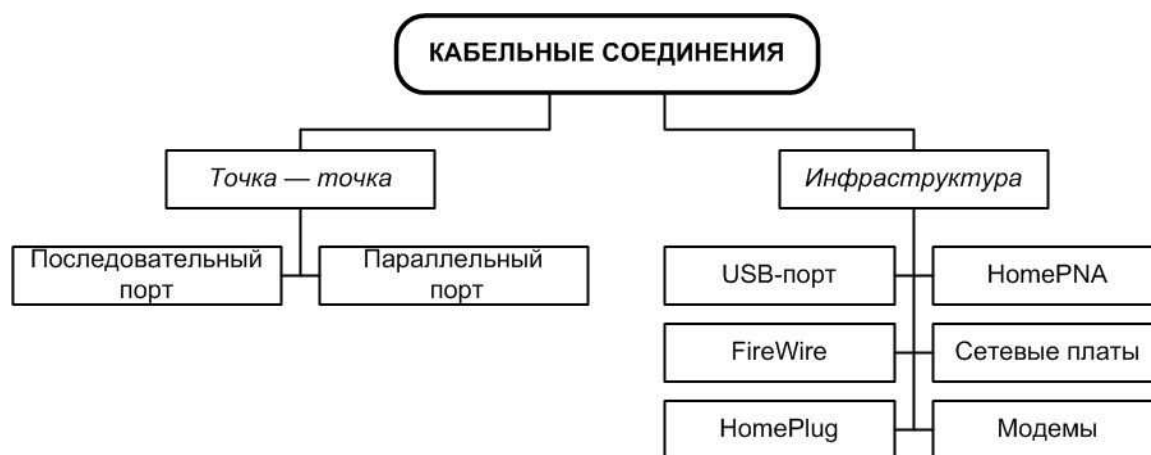 КАБЕЛЬНЫЕ СОЕДИНЕНИЯ
Точка — точка
Инфраструктура
Последовательный
порт
Параллельный
порт
USB-порт
HomePNA
FireWire
Сетевые платы
HomePlug
Модемы